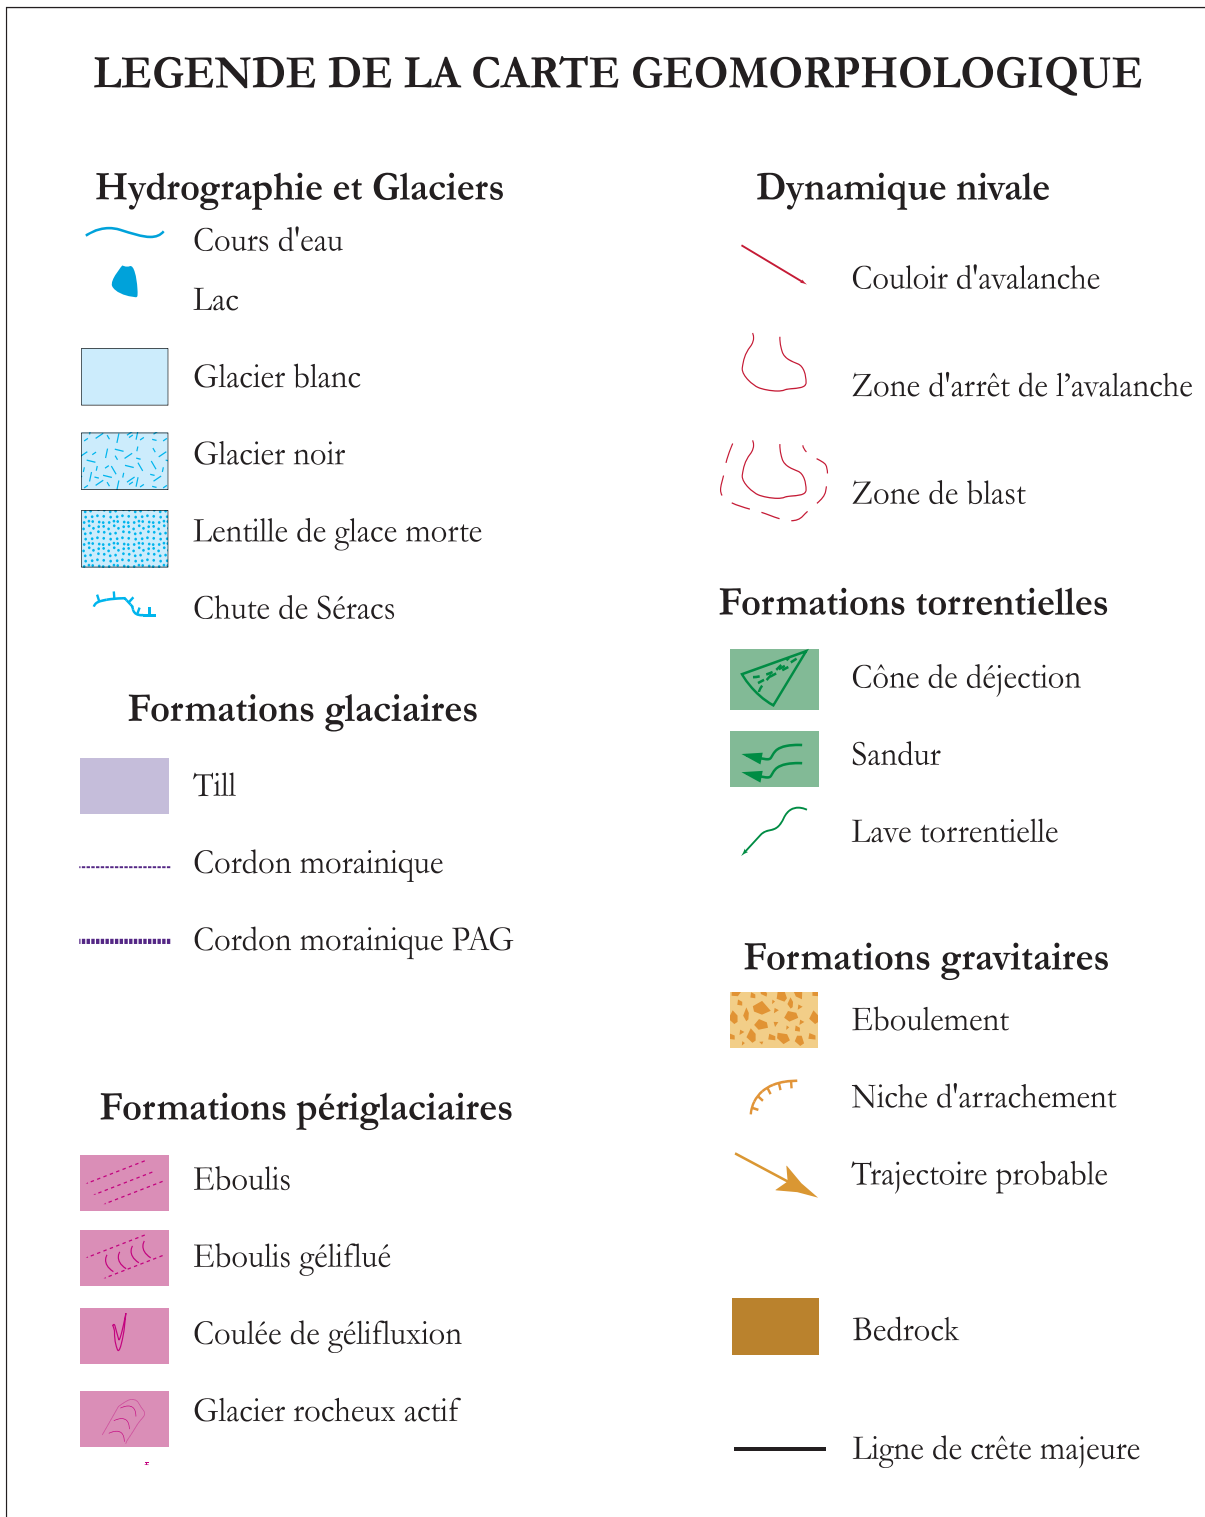 LEGENDE DE LA CARTE GEOMORPHOLOGIQUE
Hydrographie et Glaciers
Cours d'eau
Lac
Glacier blanc
Glacier noir
Lentille de glace morte
Chute de Séracs
Formations glaciaires
Till
Cordon morainique
Cordon morainique PAG
Formations périglaciaires
Eboulis
Eboulis géliflué
Coulée de gélifluxion
Glacier rocheux actif
Dynamique nivale
Couloir d'avalanche
Zone d'arrêt de l’avalanche
Zone de blast
Formations torrentielles
Cône de déjection
Sandur
Lave torrentielle
Formations gravitaires
Eboulement
Niche d'arrachement
Trajectoire probable
Bedrock
Ligne de crête majeure